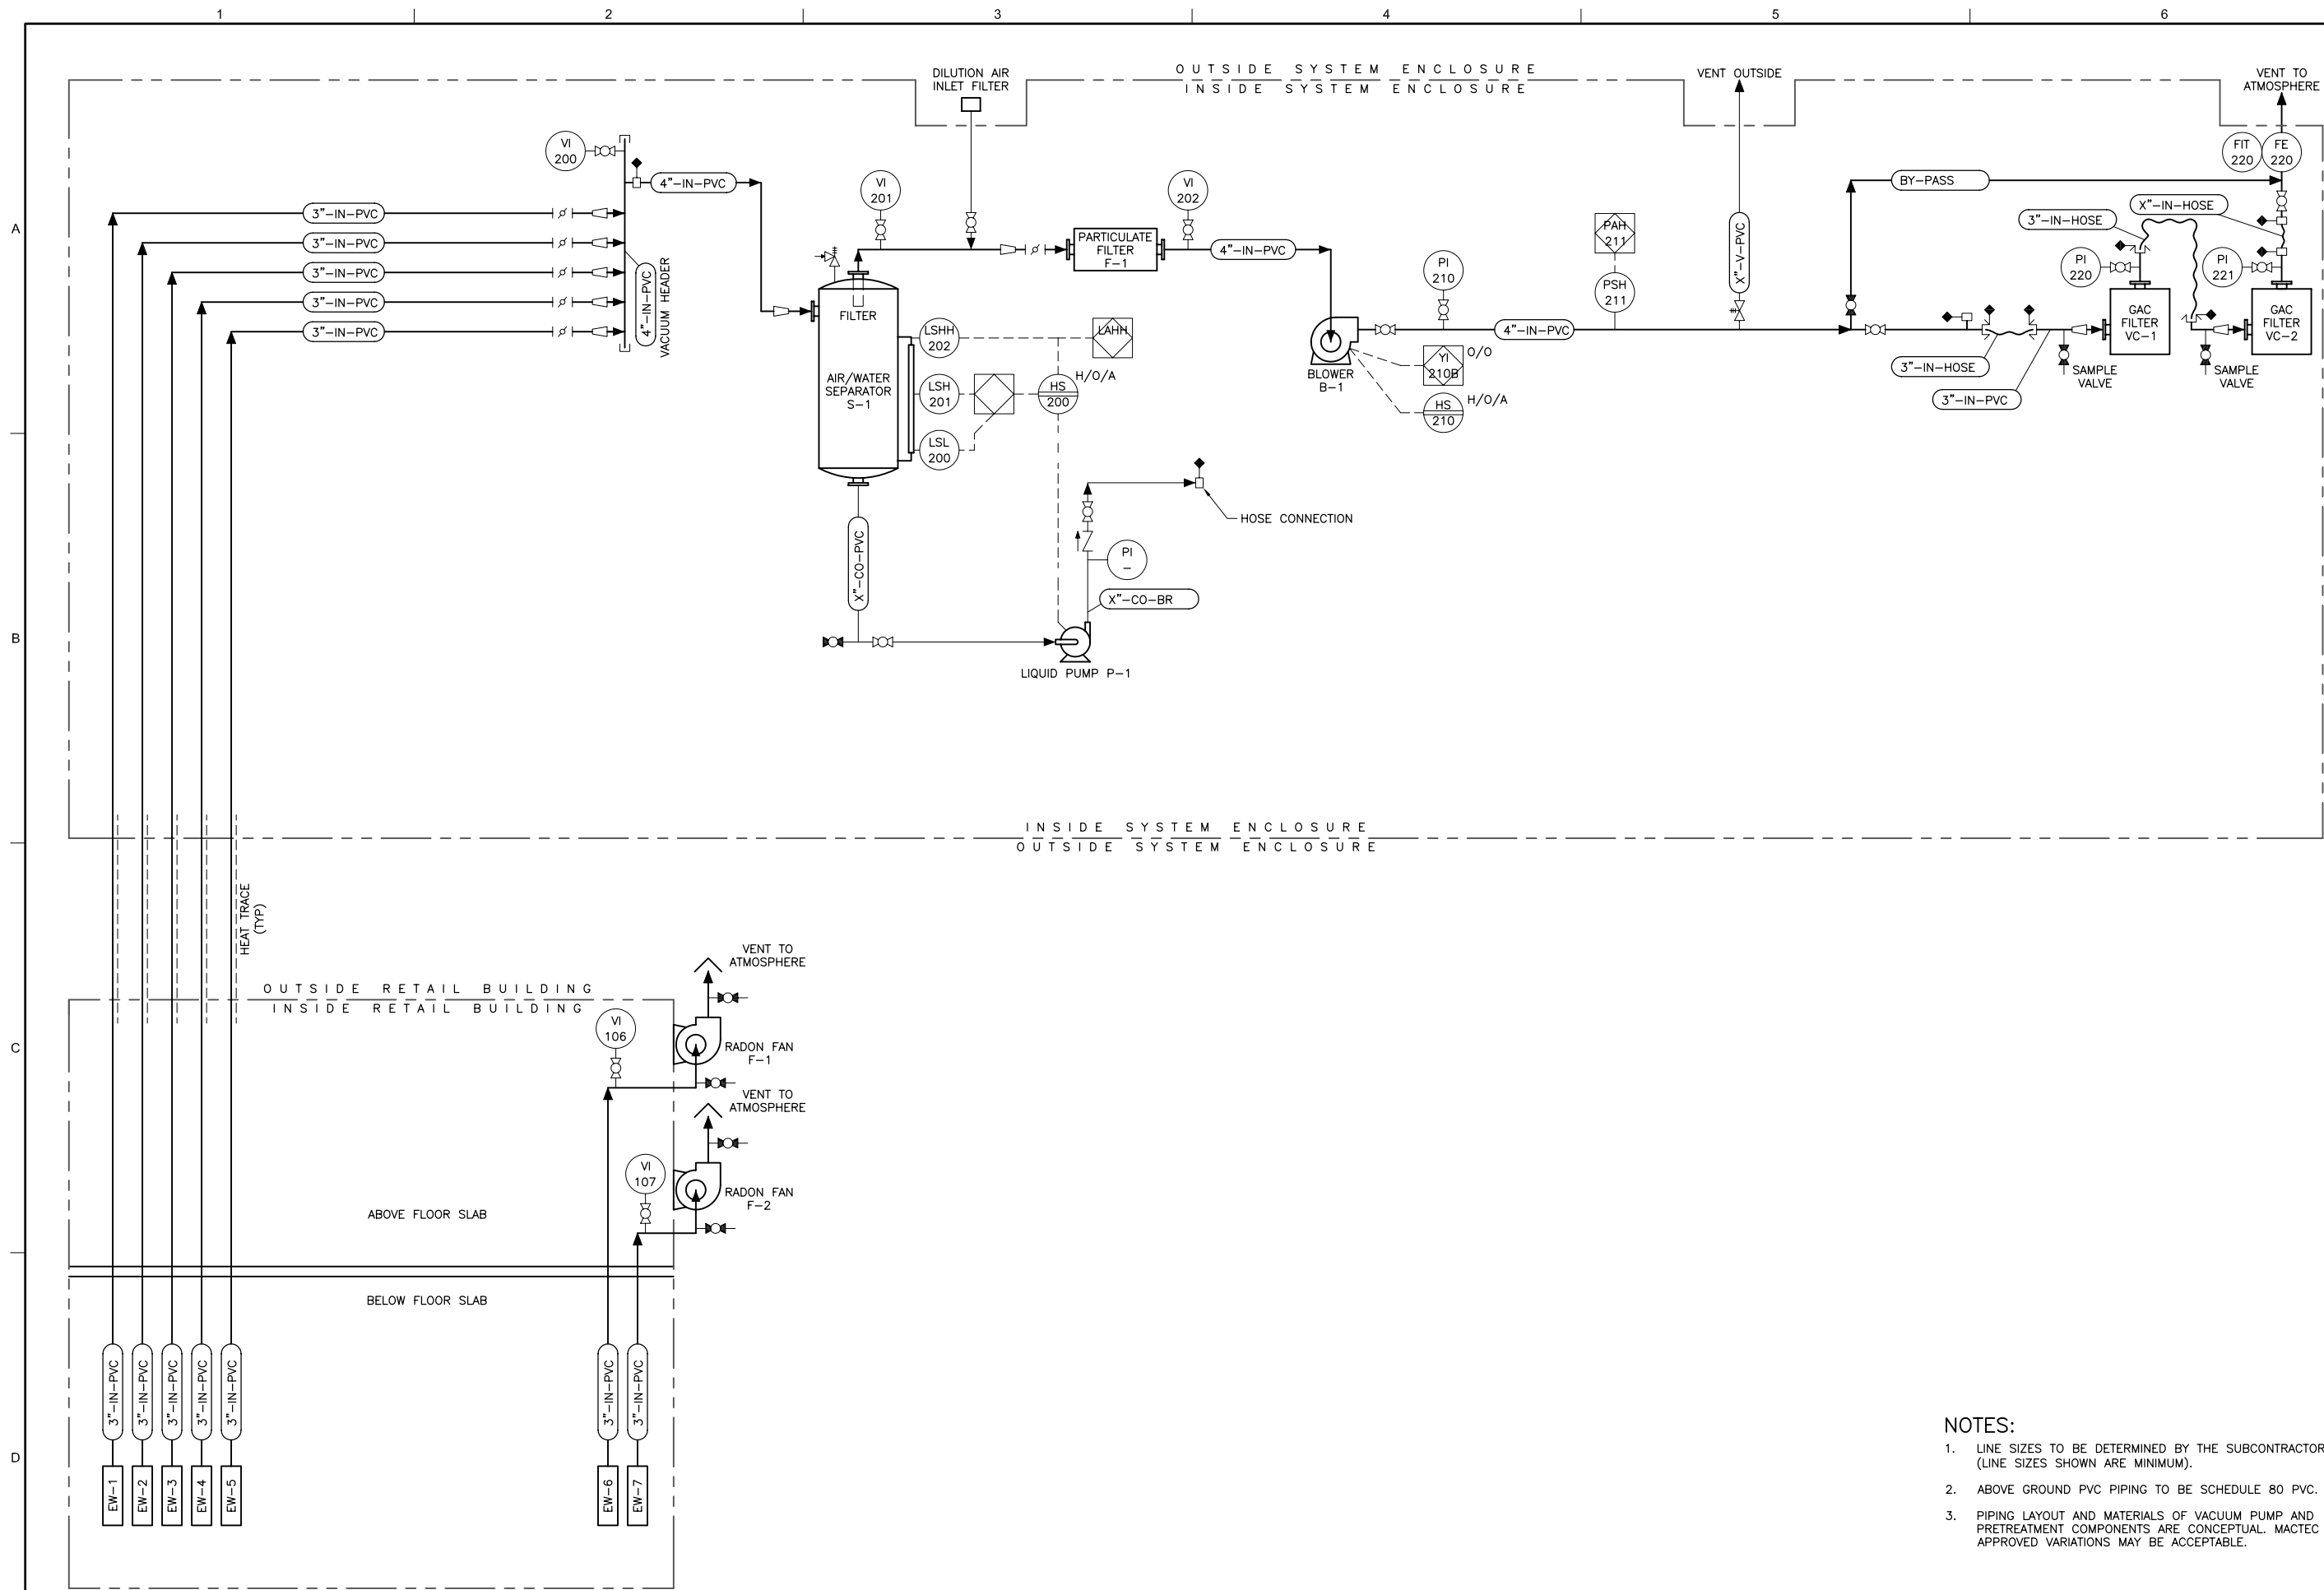 1 2 3 4 5 6
A
B
C
D
OUTSIDE SYSTEM ENCLOSURE
INSIDE SYSTEM ENCLOSURE
DILUTION AIR
INLET FILTER
VENT OUTSIDE
VENT TO
ATMOSPHERE
VI
200
4"-IN-PVC
3"-IN-PVC
3"-IN-PVC
3"-IN-PVC
3"-IN-PVC
3"-IN-PVC
4"-IN-PVC
VACUUM HEADER
VI
201
VI
202
PARTICULATE
FILTER
F-1
4"-IN-PVC
FILTER
AIR/WATER
SEPARATOR
S-1
LSHH
202
LAHH
LSH
201
HS
200
H/O/A
LSL
200
X"-CO-PVC
HOSE CONNECTION
PI
-
X"-CO-BR
LIQUID PUMP P-1
BLOWER
B-1
PI
210
4"-IN-PVC
YI
210B
O/O
HS
210
H/O/A
PAH
211
PSH
211
X"-V-PVC
BY-PASS
FIT
220
FE
220
3"-IN-HOSE
X"-IN-HOSE
PI
220
PI
221
GAC
FILTER
VC-1
GAC
FILTER
VC-2
3"-IN-HOSE
3"-IN-PVC
SAMPLE
VALVE
SAMPLE
VALVE
INSIDE SYSTEM ENCLOSURE
OUTSIDE SYSTEM ENCLOSURE
HEAT TRACE
(TYP)
OUTSIDE RETAIL BUILDING
INSIDE RETAIL BUILDING
VENT TO
ATMOSPHERE
VI
106
RADON FAN
F-1
VENT TO
ATMOSPHERE
VI
107
RADON FAN
F-2
ABOVE FLOOR SLAB
BELOW FLOOR SLAB
3"-IN-PVC
3"-IN-PVC
3"-IN-PVC
3"-IN-PVC
3"-IN-PVC
3"-IN-PVC
3"-IN-PVC
EW-1
EW-2
EW-3
EW-4
EW-5
EW-6
EW-7
NOTES:
1. LINE SIZES TO BE DETERMINED BY THE SUBCONTRACTOR
(LINE SIZES SHOWN ARE MINIMUM).
2. ABOVE GROUND PVC PIPING TO BE SCHEDULE 80 PVC.
3. PIPING LAYOUT AND MATERIALS OF VACUUM PUMP AND
PRETREATMENT COMPONENTS ARE CONCEPTUAL. MACTEC
APPROVED VARIATIONS MAY BE ACCEPTABLE.